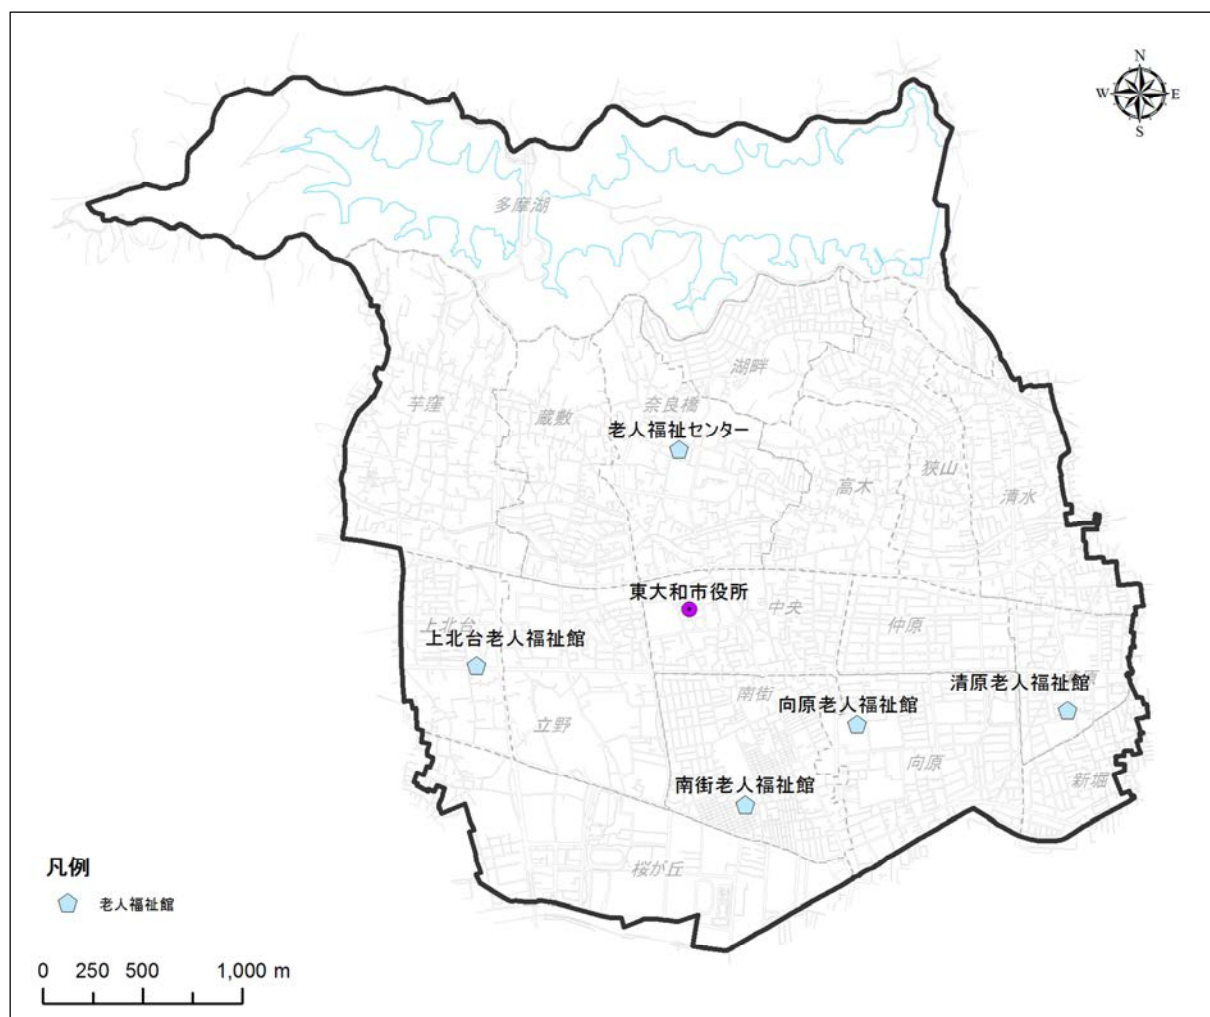 N
W
E
S
多摩湖
湖畔
芋窪
蔵敷
奈良橋
老人福祉センター
狭山
高木
清水
東大和市役所
中央
上北台
仲原
上北台老人福祉館
清原
清原老人福祉館
南街
向原老人福祉館
立野
向原
新堀
南街老人福祉館
桜が丘
凡例
老人福祉館
0 250 500 1,000 m